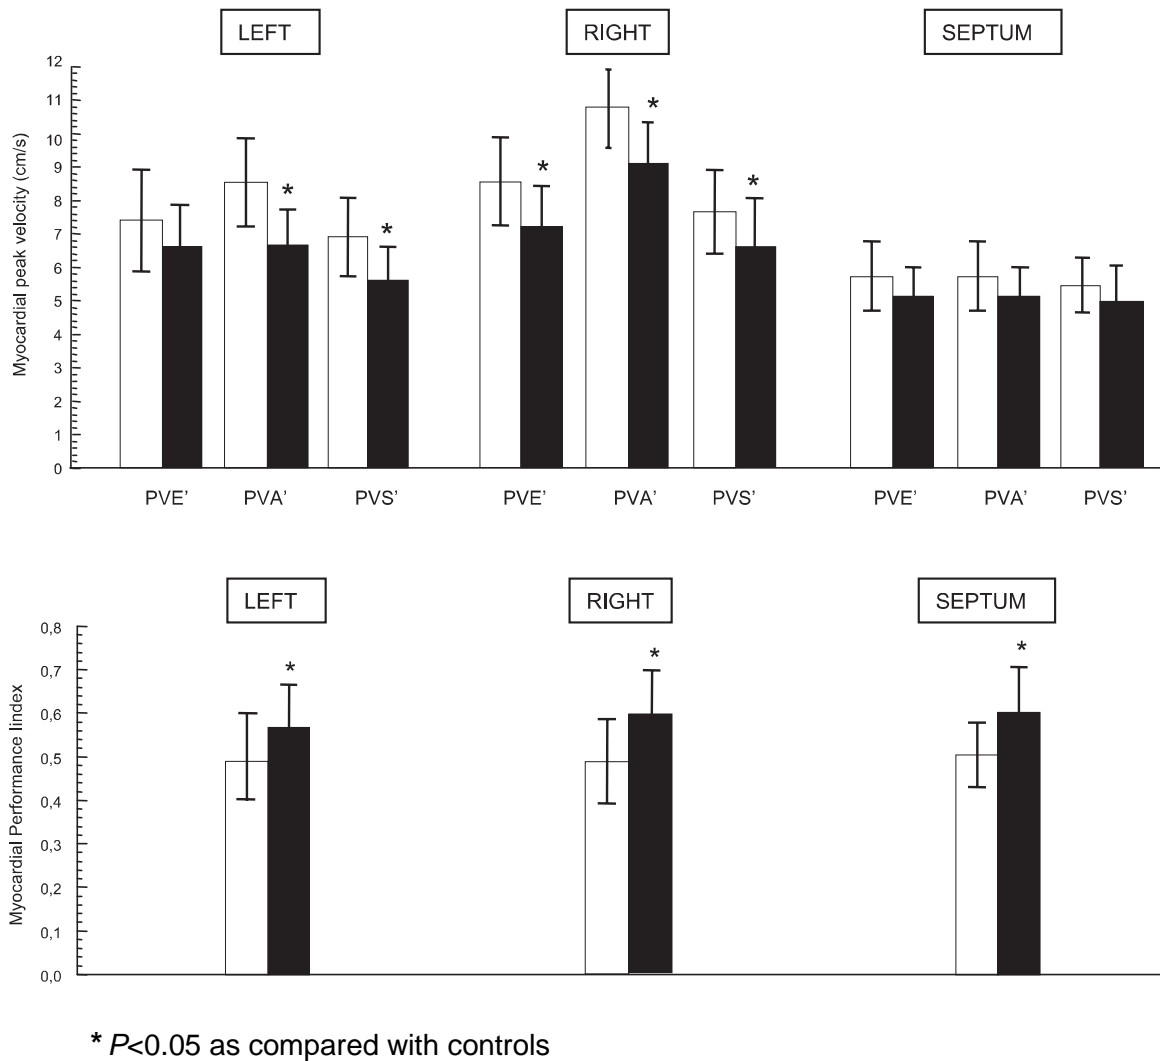 LEFT RIGHT SEPTUM
Myocardial peak velocity (cm/s)
12
11
10
9
8
7
6
5
4
3
2
1
0
* * * * *
PVE’ PVA’ PVS’ PVE’ PVA’ PVS’ PVE’ PVA’ PVS’
LEFT RIGHT SEPTUM
Myocardial Performance Iindex
0,8
0,7
0,6
0,5
0,4
0,3
0,2
0,1
0,0
* * *
* P<0.05 as compared with controls